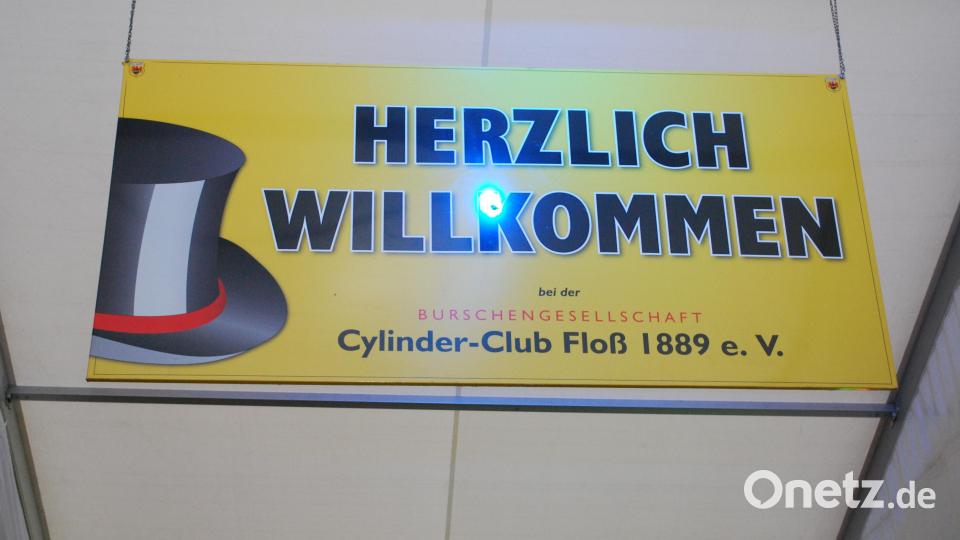 HERZLICH
WILLKOMMEN
bei der
BURSCHENGESELLSCHAFT
Cylinder-Club Floß 1889 e. V.
Onetz.de